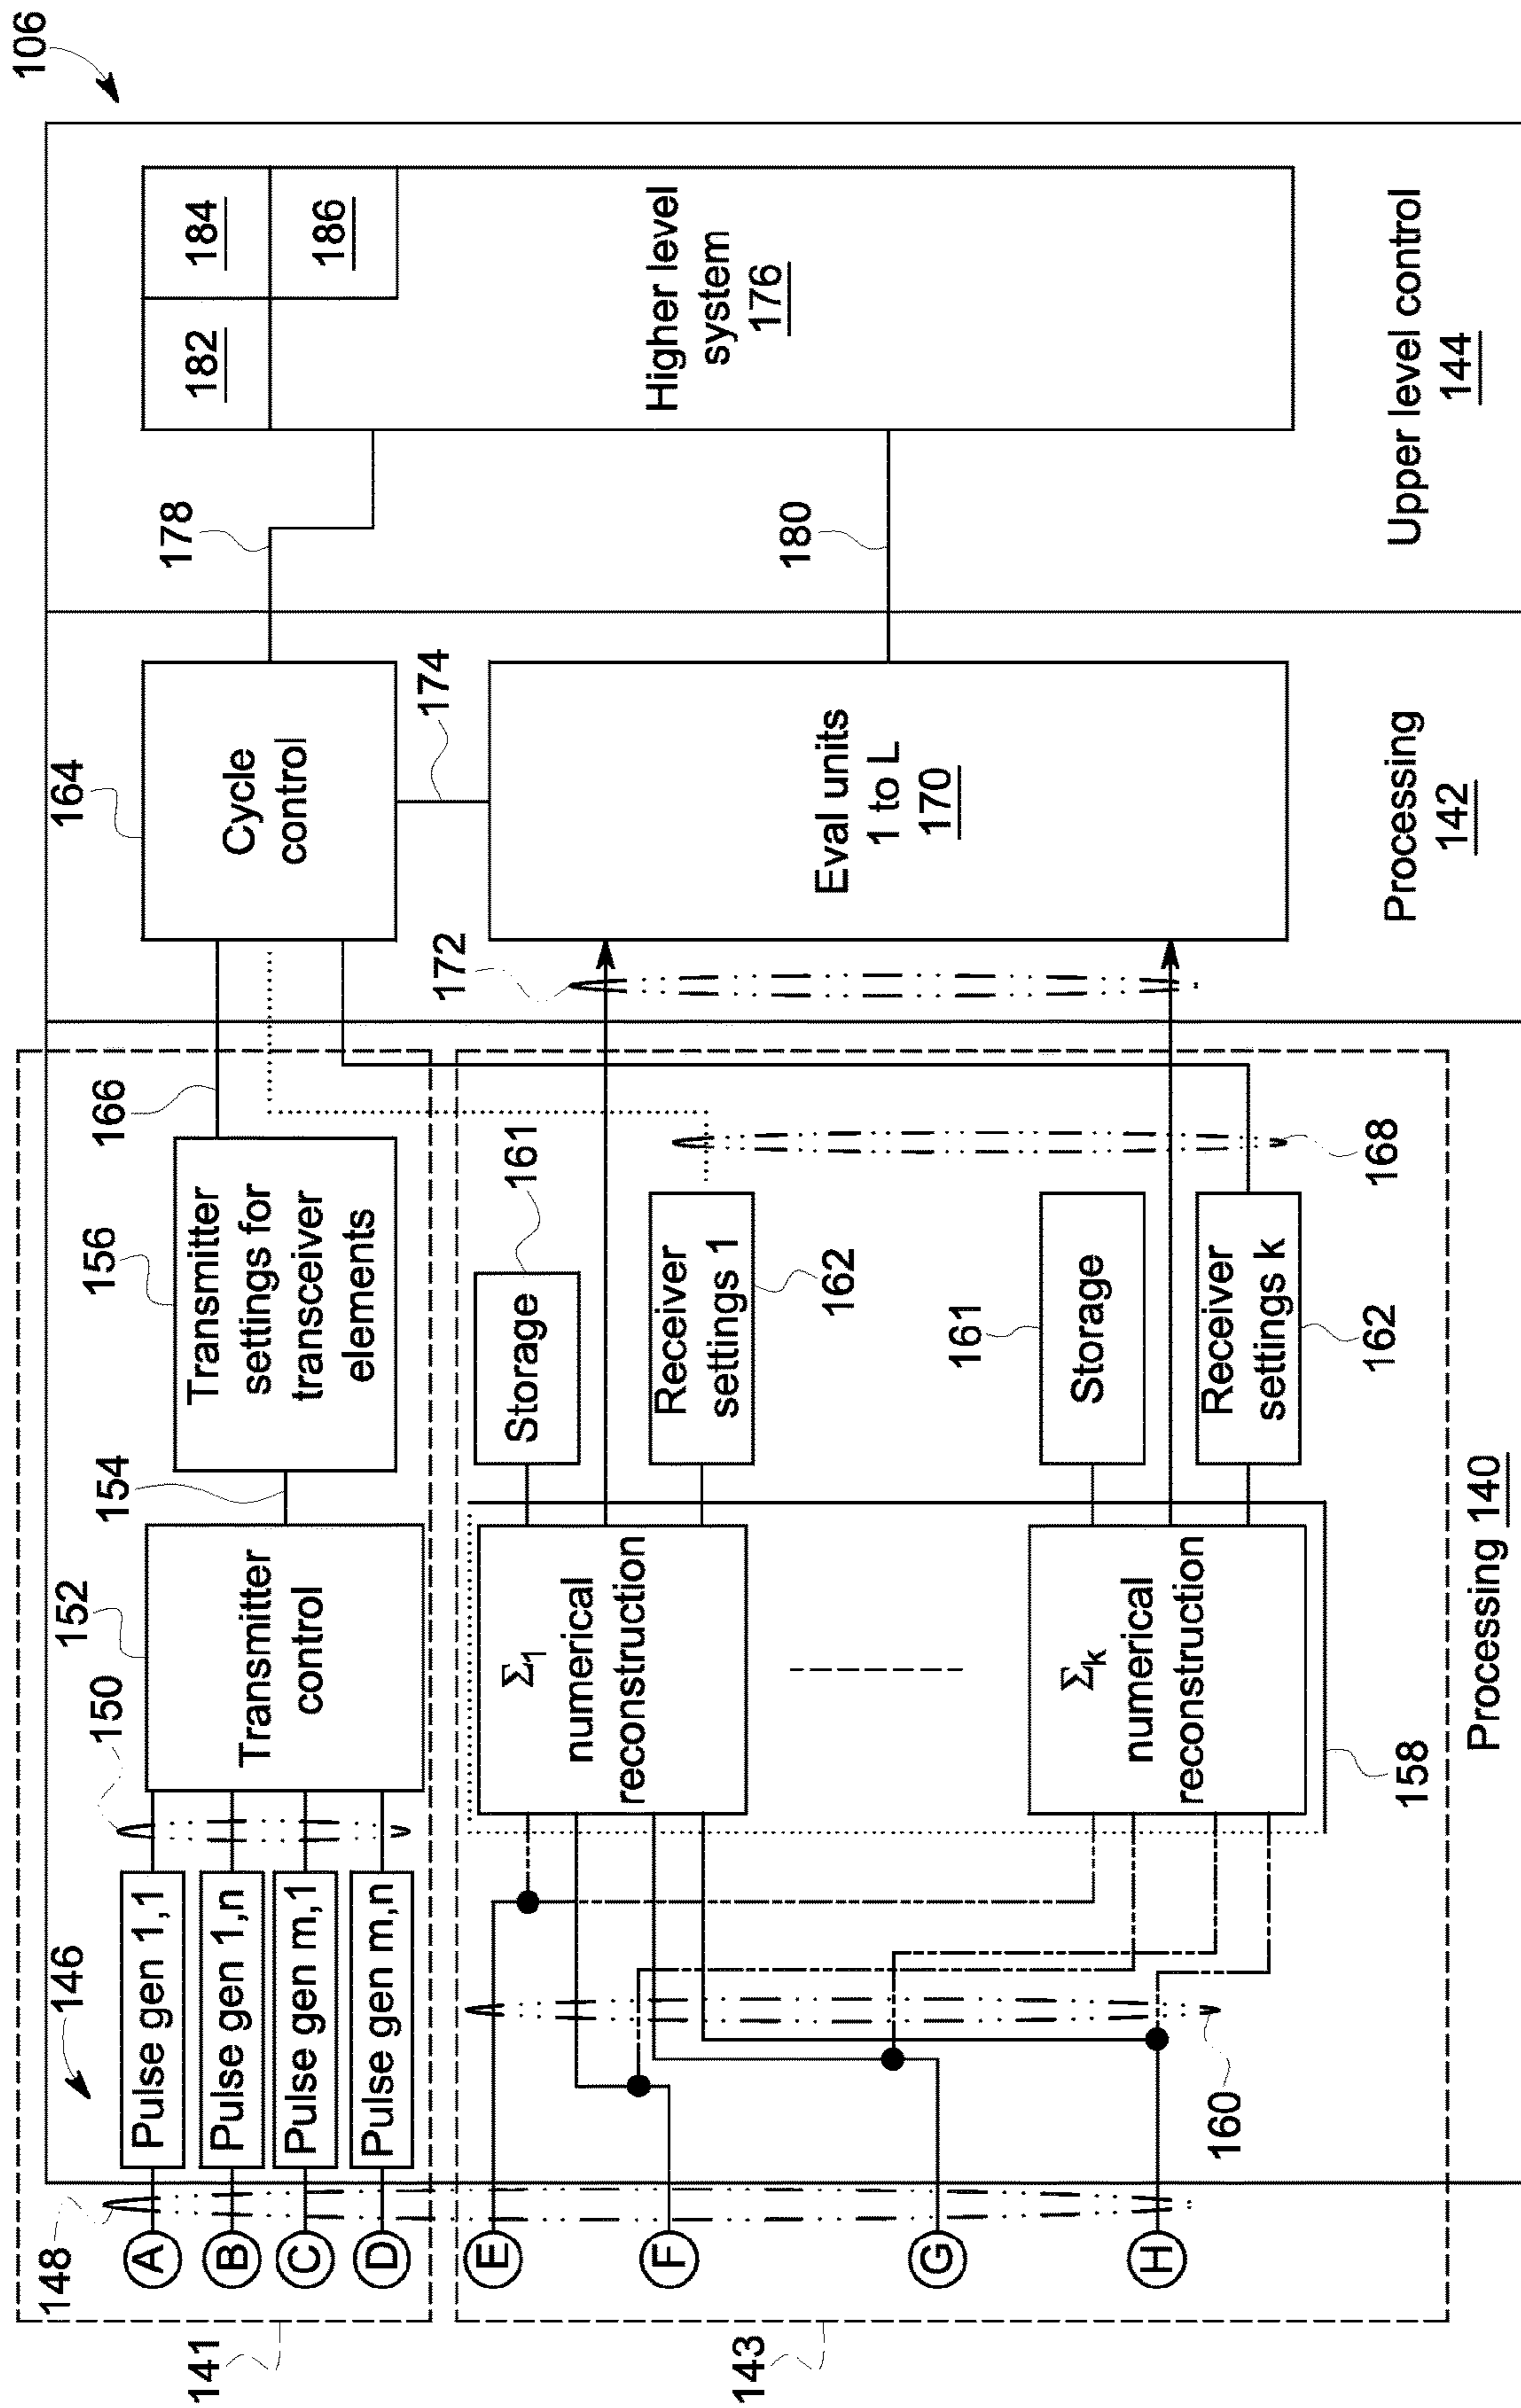 106
148
146
150
152
154
156
166
164
178
A
B
C
D
Pulse gen 1,1
Pulse gen 1,n
Pulse gen m,1
Pulse gen m,n
Transmitter
control
Transmitter
settings for
transceiver
elements
Cycle
control
182
184
186
141
174
172
161
E
F
G
H
Σ1
numerical
reconstruction
Storage
Receiver
settings 1
162
Eval units
1 to L
170
180
Higher level
system
176
143
160
Σk
numerical
reconstruction
161
Storage
Receiver
settings k
162
168
158
Processing 140
Processing
142
Upper level control
144